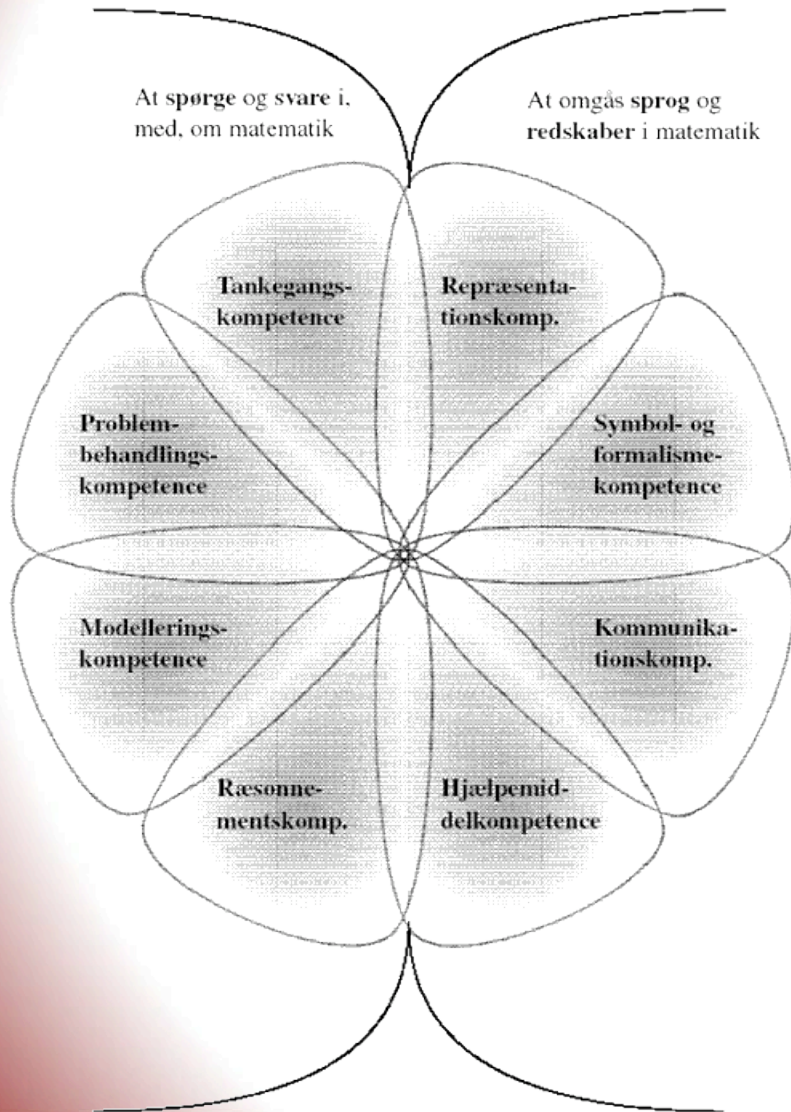 At spørge og svare i,
med, om matematik
At omgås sprog og
redskaber i matematik
Tankegangs-
kompetence
Repræsenta-
tionskomp.
Problem-
behandlings-
kompetence
Symbol- og
formalisme-
kompetence
Modellerings-
kompetence
Kommunika-
tionskomp.
Ræsonne-
mentskomp.
Hjælpemid-
delkompetence